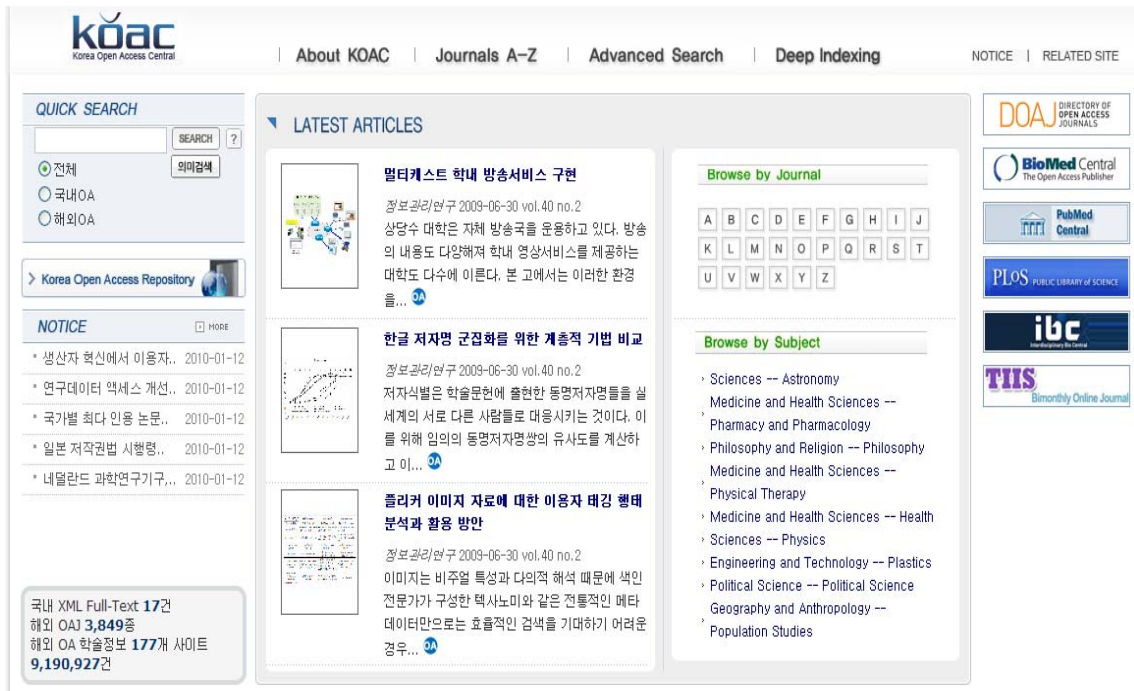 köac
Korea Open Access Central
About KOAC | Journals A-Z | Advanced Search | Deep Indexing
NOTICE | RELATED SITE
QUICK SEARCH
SEARCH ?
전체
의미검색
국내OA
해외OA
Korea Open Access Repository
NOTICE
MORE
생산자 혁신에서 이용자.. 2010-01-12
연구데이터 액세스 개선.. 2010-01-12
국가별 최다 인용 논문.. 2010-01-12
일본 저작권법 시행령.. 2010-01-12
네덜란드 과학연구기구,.. 2010-01-12
국내 XML Full-Text 17건
해외 OAJ 3,849종
해외 OA 학술정보 177개 사이트
9,190,927건
LATEST ARTICLES
멀티캐스트 학내 방송서비스 구현
정보관리연구 2009-06-30 vol.40 no.2
상당수 대학은 자체 방송국을 운용하고 있다. 방송
의 내용도 다양해져 학내 영상서비스를 제공하는
대학도 다수에 이른다. 본 고에서는 이러한 환경
을... OA
한글 저자명 군집화를 위한 계층적 기법 비교
정보관리연구 2009-06-30 vol.40 no.2
저자식별은 학술문헌에 출현한 동명저자명들을 실
세계의 서로 다른 사람들로 대응시키는 것이다. 이
를 위해 임의의 동명저자명쌍의 유사도를 계산하
고 이... OA
플리커 이미지 자료에 대한 이용자 태깅 행태
분석과 활용 방안
정보관리연구 2009-06-30 vol.40 no.2
이미지는 비주얼 특성과 다의적 해석 때문에 색인
전문가가 구성한 텍사노미와 같은 전통적인 메타
데이터만으로는 효율적인 검색을 기대하기 어려운
경우... OA
Browse by Journal
A B C D E F G H I J
K L M N O P Q R S T
U V W X Y Z
Browse by Subject
Sciences -- Astronomy
Medicine and Health Sciences --
Pharmacy and Pharmacology
Philosophy and Religion -- Philosophy
Medicine and Health Sciences --
Physical Therapy
Medicine and Health Sciences -- Health
Sciences -- Physics
Engineering and Technology -- Plastics
Political Science -- Political Science
Geography and Anthropology --
Population Studies
DOAJ DIRECTORY OF
OPEN ACCESS
JOURNALS
BioMed Central
The Open Access Publisher
PubMed
Central
PLoS PUBLIC LIBRARY of SCIENCE
ibc
Interdisciplinary Bio Central
TIIS
Bimonthly Online Journal